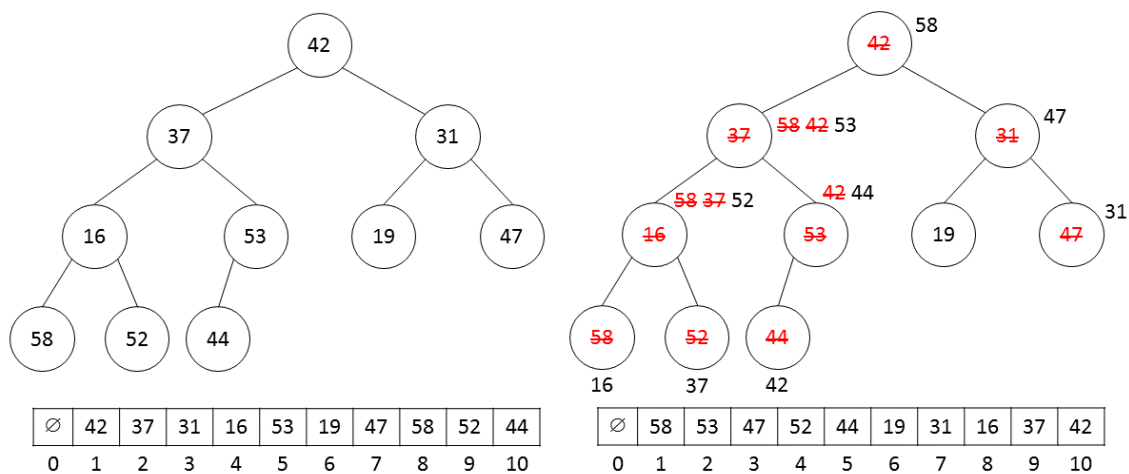 42
37 31
16 53 19 47
58 52 44
∅ 42 37 31 16 53 19 47 58 52 44
0 1 2 3 4 5 6 7 8 9 10
42 58
37 58 42 53 31 47
16 58 37 52 53 42 44 19 47 31
58 52 44
16 37 42
∅ 58 53 47 52 44 19 31 16 37 42
0 1 2 3 4 5 6 7 8 9 10